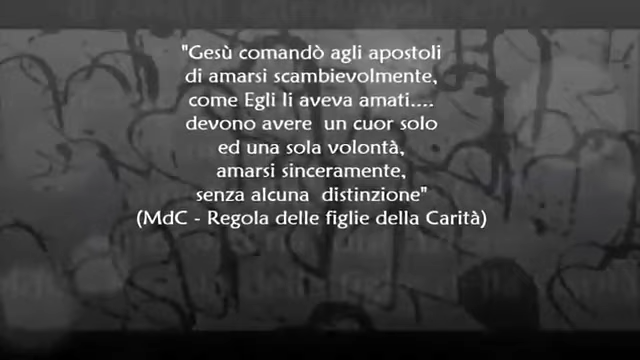 "Gesù comandò agli apostoli
di amarsi scambievolmente,
come Egli li aveva amati....
devono avere un cuor solo
ed una sola volontà,
amarsi sinceramente,
senza alcuna distinzione"
(MdC - Regola delle figlie della Carità)